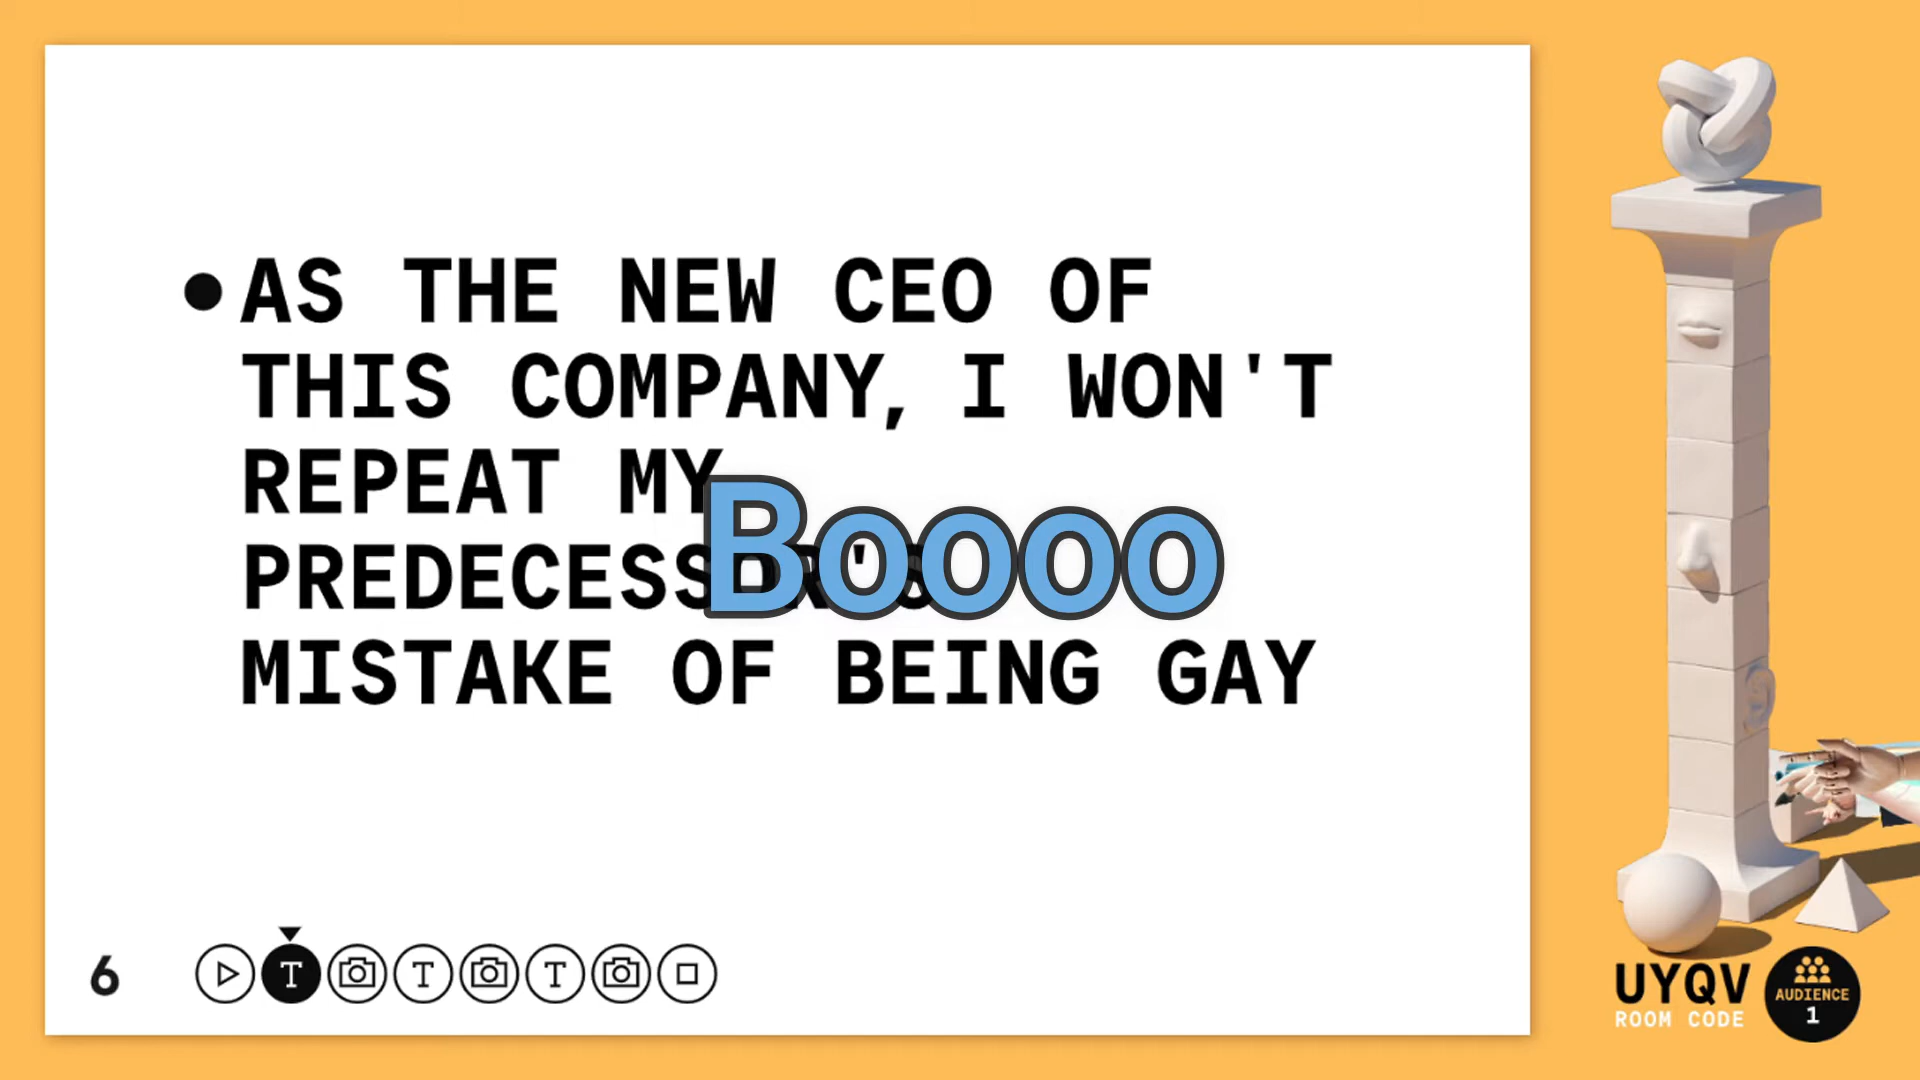 ●AS THE NEW CEO OF
THIS COMPANY, I WON'T
REPEAT MY
PREDECESSOR'S
MISTAKE OF BEING GAY
Boooo
6
T
T
T
UYQV
ROOM CODE
AUDIENCE
1